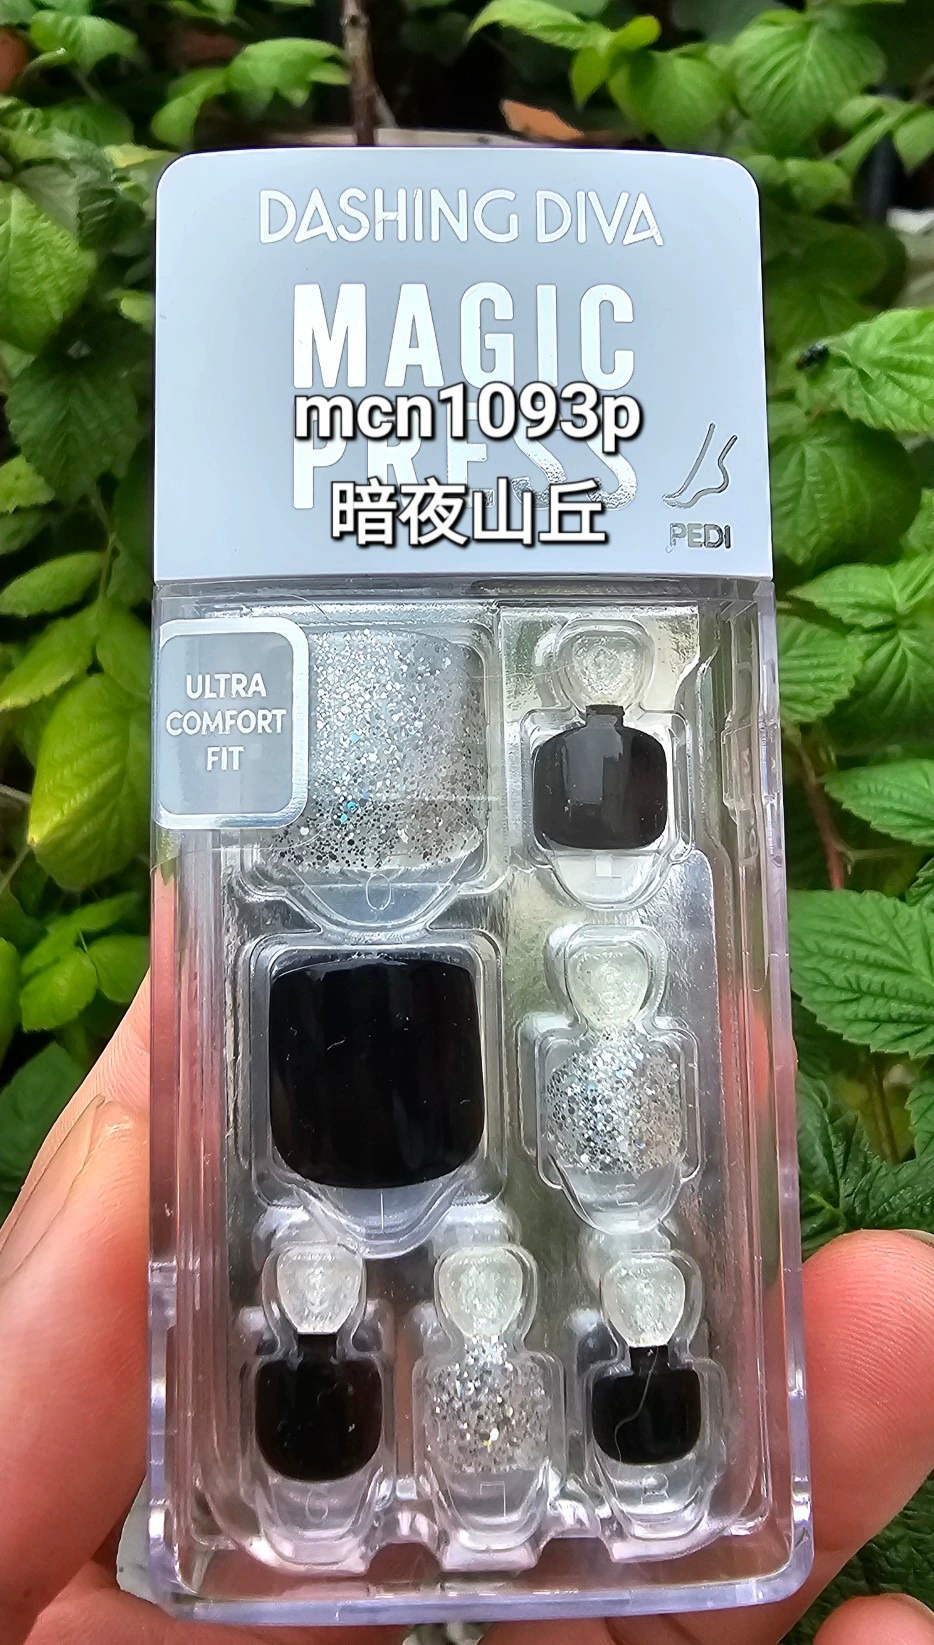 DASHING DIVA
MAGIC
mcn1093p
PRESS
暗夜山丘
PEDI
ULTRA
COMFORT
FIT